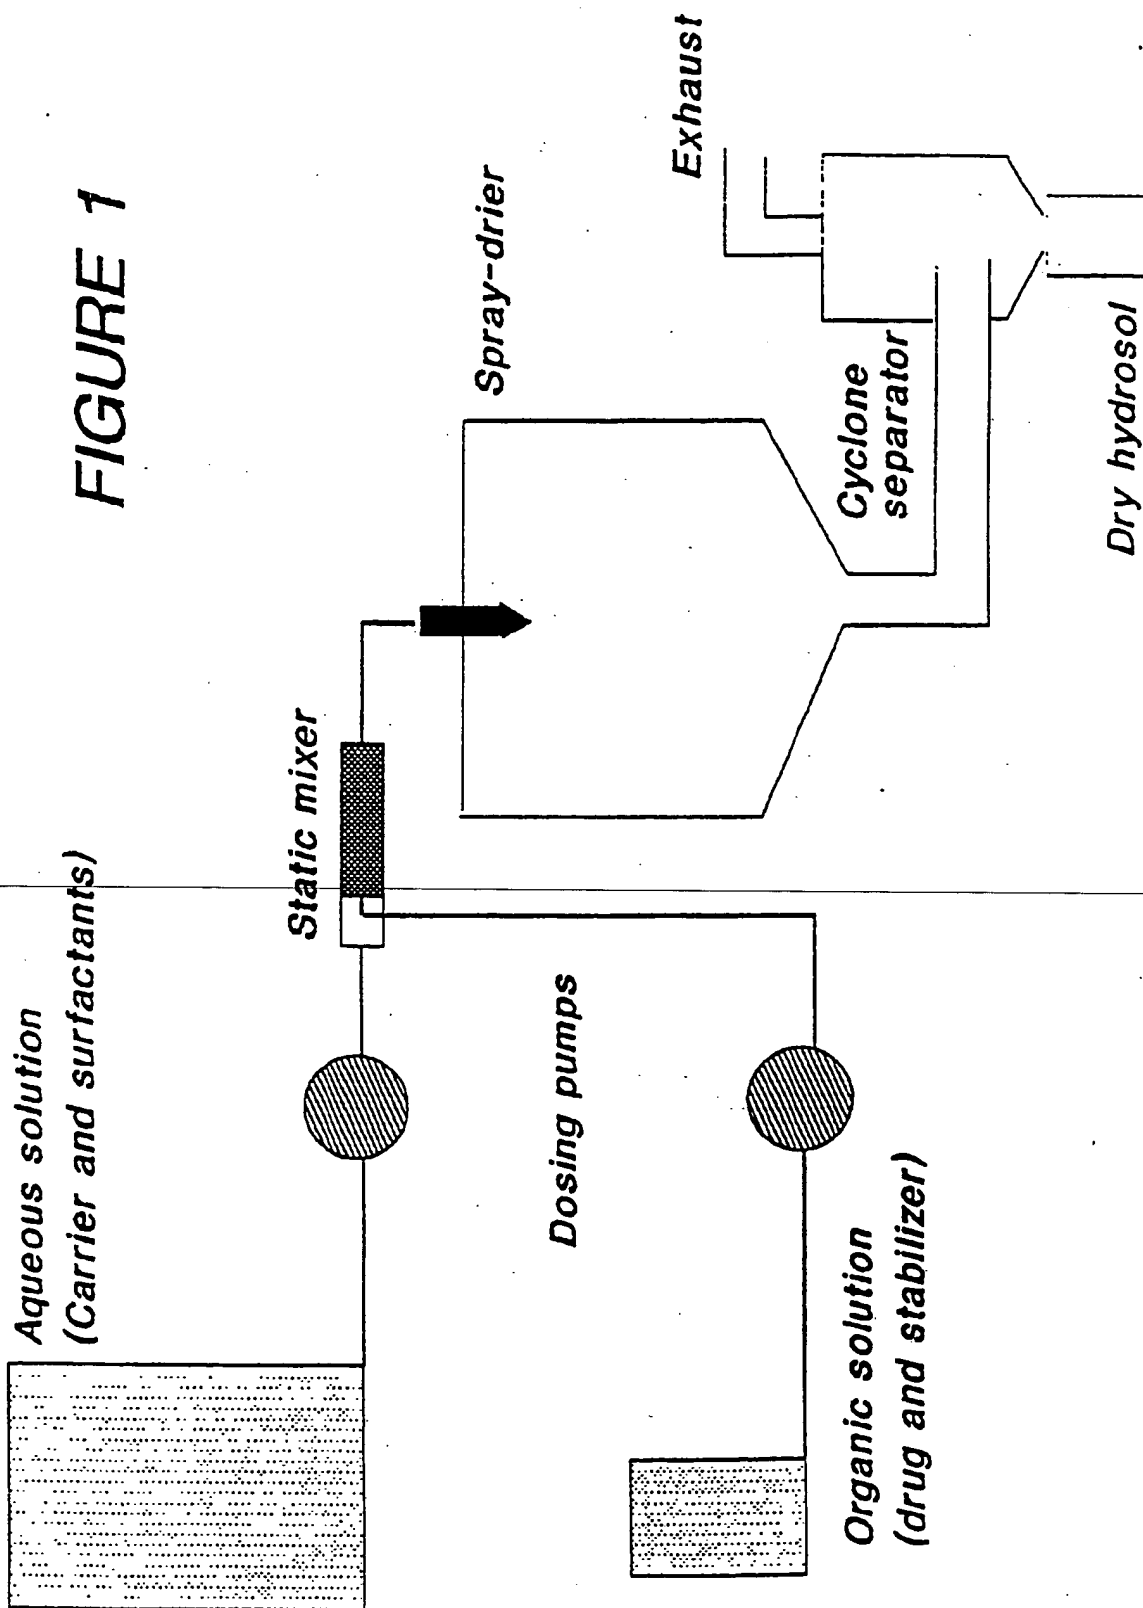 FIGURE 1
Aqueous solution
(Carrier and surfactants)
Static mixer
Spray-drier
Exhaust
Dosing pumps
Cyclone
separator
Organic solution
(drug and stabilizer)
Dry hydrosol